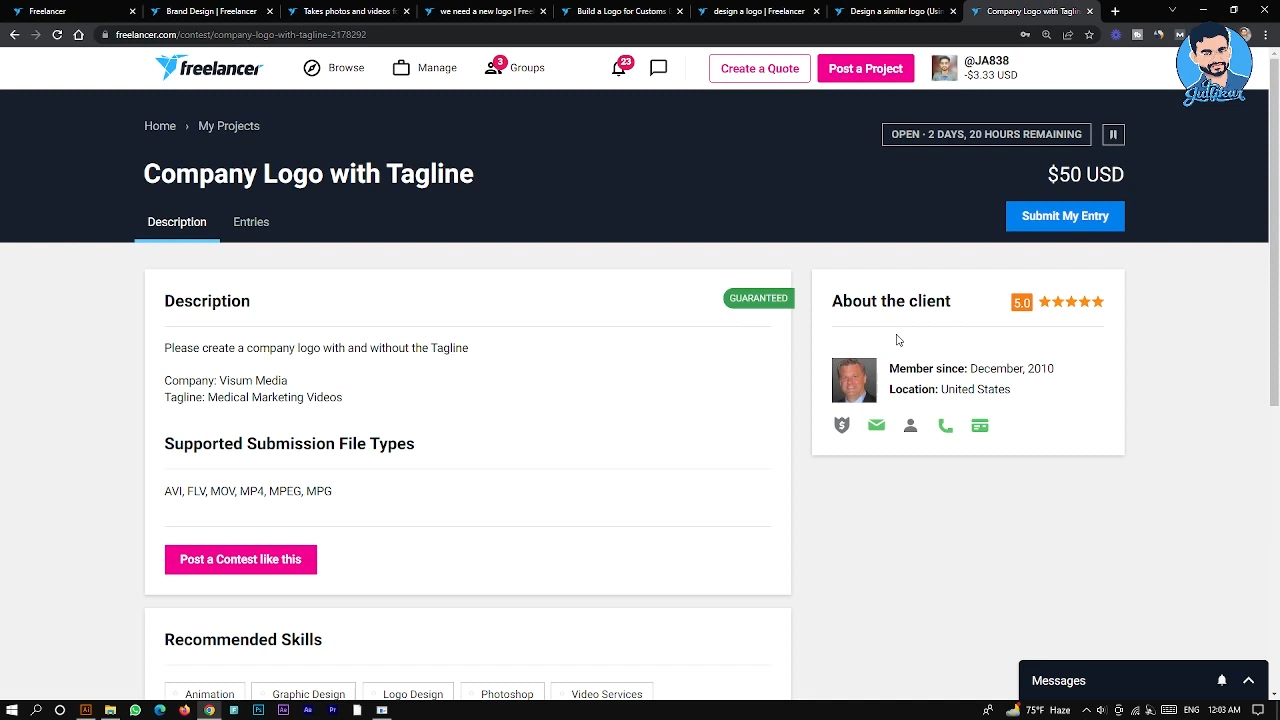 Freelancer
Brand Design | Freelancer
Takes photos and videos f
we need a new logo | Freel
Build a Logo for Custom D
design a logo | Freelancer
Design a similar logo (Usin
Company Logo with Taglin
freelancer.com/contest/company-logo-with-tagline-2178292
freelancer
Browse
Manage
3
Groups
23
Create a Quote
Post a Project
@JA838
-$3.33 USD
Julfikar
Home › My Projects
OPEN · 2 DAYS, 20 HOURS REMAINING
Company Logo with Tagline
$50 USD
Description
Entries
Submit My Entry
Description
GUARANTEED
Please create a company logo with and without the Tagline
Company: Visum Media
Tagline: Medical Marketing Videos
Supported Submission File Types
AVI, FLV, MOV, MP4, MPEG, MPG
Post a Contest like this
Recommended Skills
Animation
Graphic Design
Logo Design
Photoshop
Video Services
About the client
5.0
Member since: December, 2010
Location: United States
Messages
75°F Haze
ENG
12:03 AM